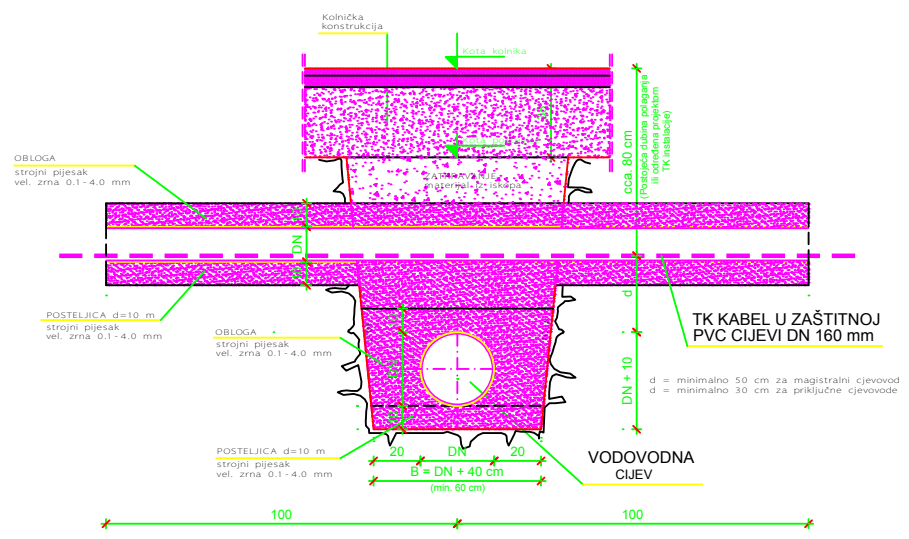 Kolnička
konstrukcija
Kota kolnika
cca. 80 cm
(Postojeća dubina polaganja
ili određena projektom
TK instalacije)
OBLOGA
strojni pijesak
vel. zrna 0.1-4.0 mm
ZATRPAVANJE
materijal iz iskopa
DN
d
POSTELJICA d=10 m
strojni pijesak
vel. zrna 0.1-4.0 mm
OBLOGA
strojni pijesak
vel. zrna 0.1-4.0 mm
TK KABEL U ZAŠTITNOJ
PVC CIJEVI DN 160 mm
d = minimalno 50 cm za magistralni cjevovod
d = minimalno 30 cm za priključne cjevovode
DN + 10
POSTELJICA d=10 m
strojni pijesak
vel. zrna 0.1-4.0 mm
20 DN 20
B = DN + 40 cm
(min. 60 cm)
VODOVODNA
CIJEV
100 100